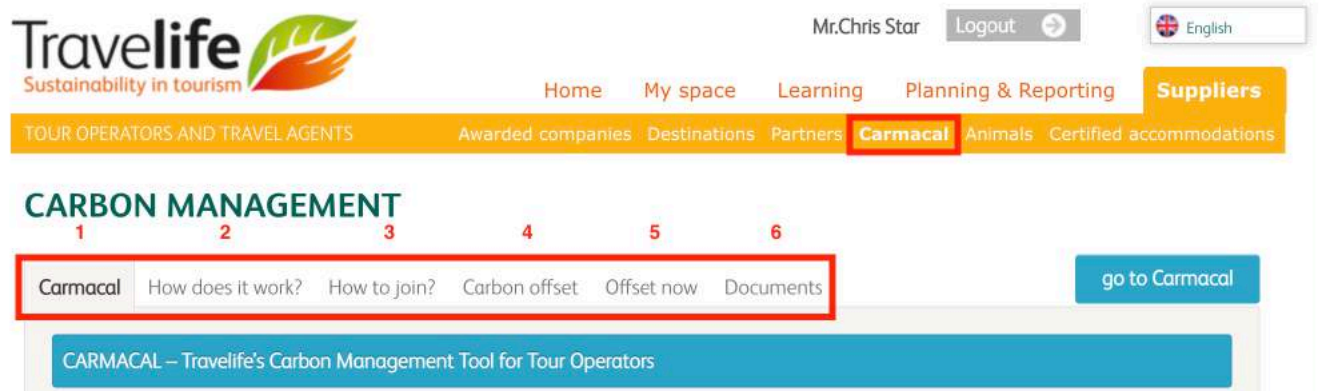 Travelife
Sustainability in tourism
Mr.Chris Star Logout English
Home My space Learning Planning & Reporting Suppliers
TOUR OPERATORS AND TRAVEL AGENTS Awarded companies Destinations Partners Carmacal Animals Certified accommodations
CARBON MANAGEMENT
1 2 3 4 5 6
Carmacal How does it work? How to join? Carbon offset Offset now Documents go to Carmacal
CARMACAL – Travelife's Carbon Management Tool for Tour Operators